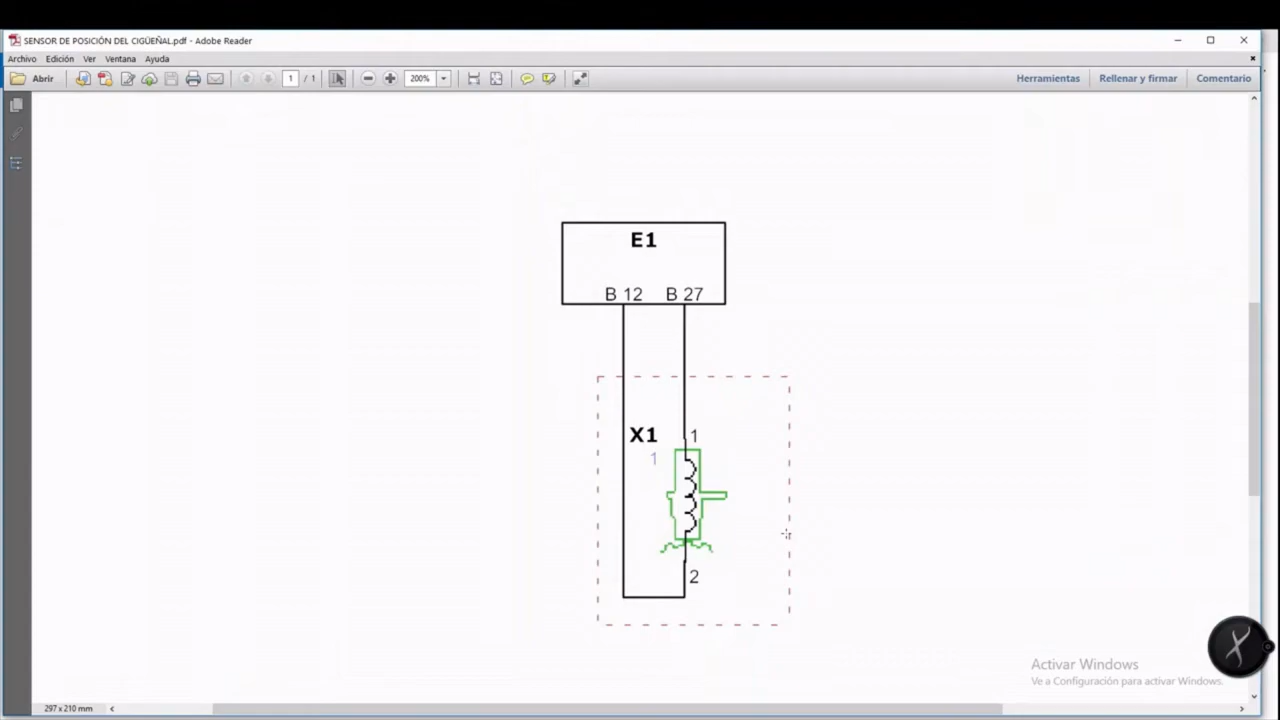 SENSOR DE POSICIÓN DEL CIGÜEÑAL.pdf - Adobe Reader
Archivo Edición Ver Ventana Ayuda
Abrir 1 / 1 200% Herramientas Rellenar y firmar Comentario
E1
B 12 B 27
X1 1
1
2
Activar Windows
Ve a Configuración para activar Windows.
297 x 210 mm